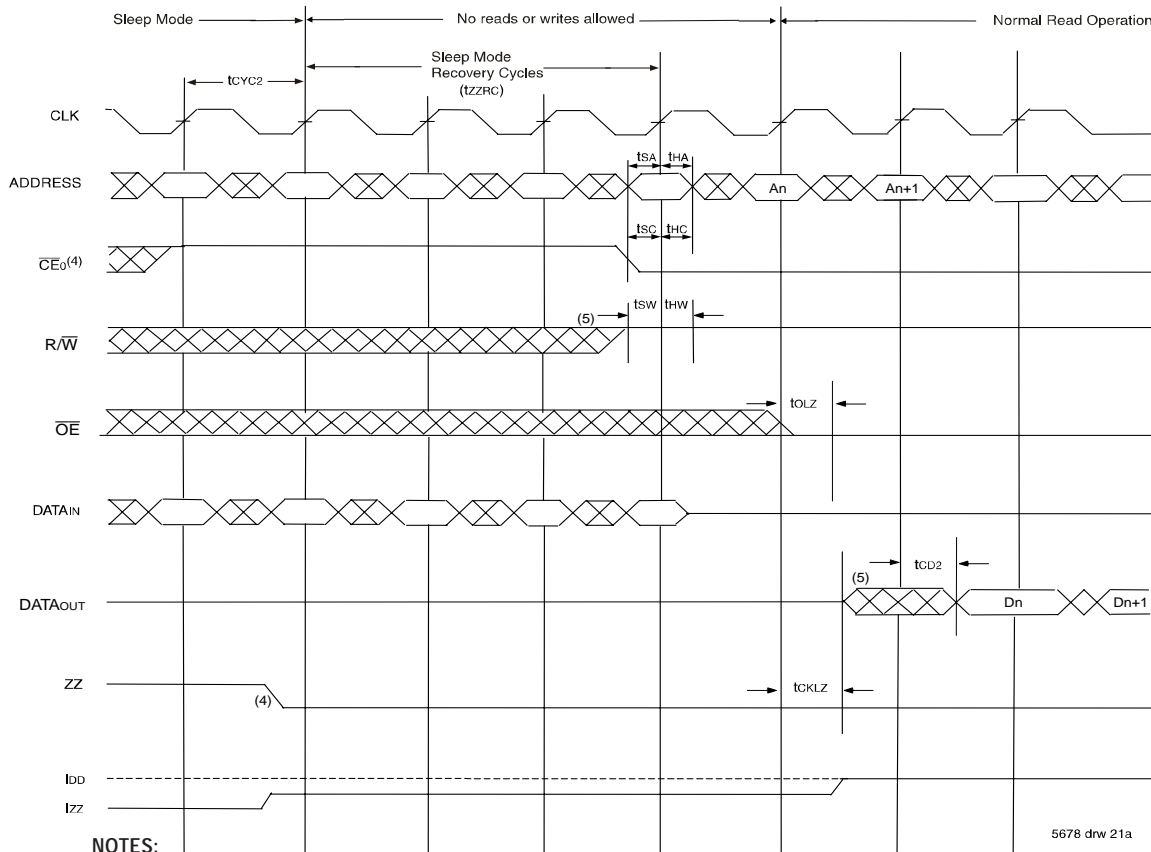 Sleep Mode No reads or writes allowed Normal Read Operation
Sleep Mode
Recovery Cycles
(tZZRC)
tCYC2
CLK
tSA tHA
ADDRESS An An+1
tSC tHC
CE0(4)
tSW tHW
(5)
R/W
tOLZ
OE
DATAIN
tCD2
(5)
DATAOUT Dn Dn+1
ZZ
(4)
tCKLZ
IDD
IZZ
5678 drw 21a
NOTES: